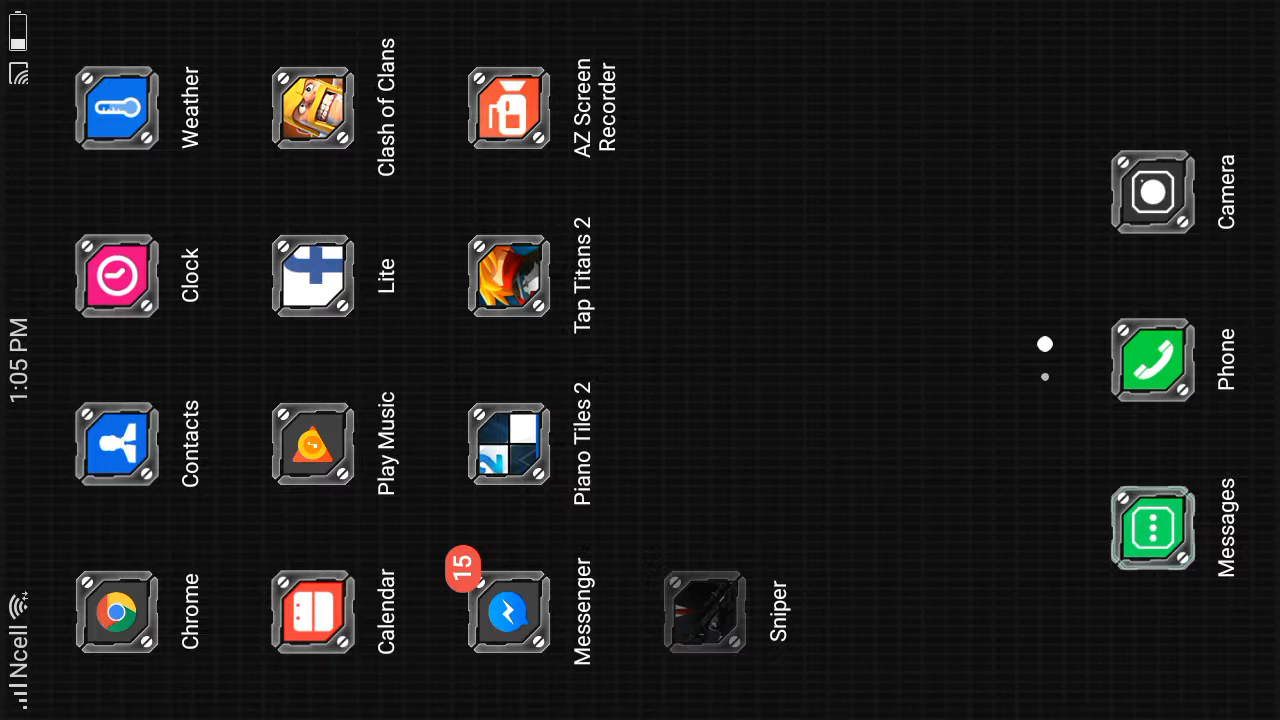 Ncell 1:05 PM
Chrome Contacts Clock Weather
Calendar Play Music Lite Clash of Clans
15
Messenger Piano Tiles 2 Tap Titans 2 AZ Screen
Recorder
Sniper
Messages Phone Camera